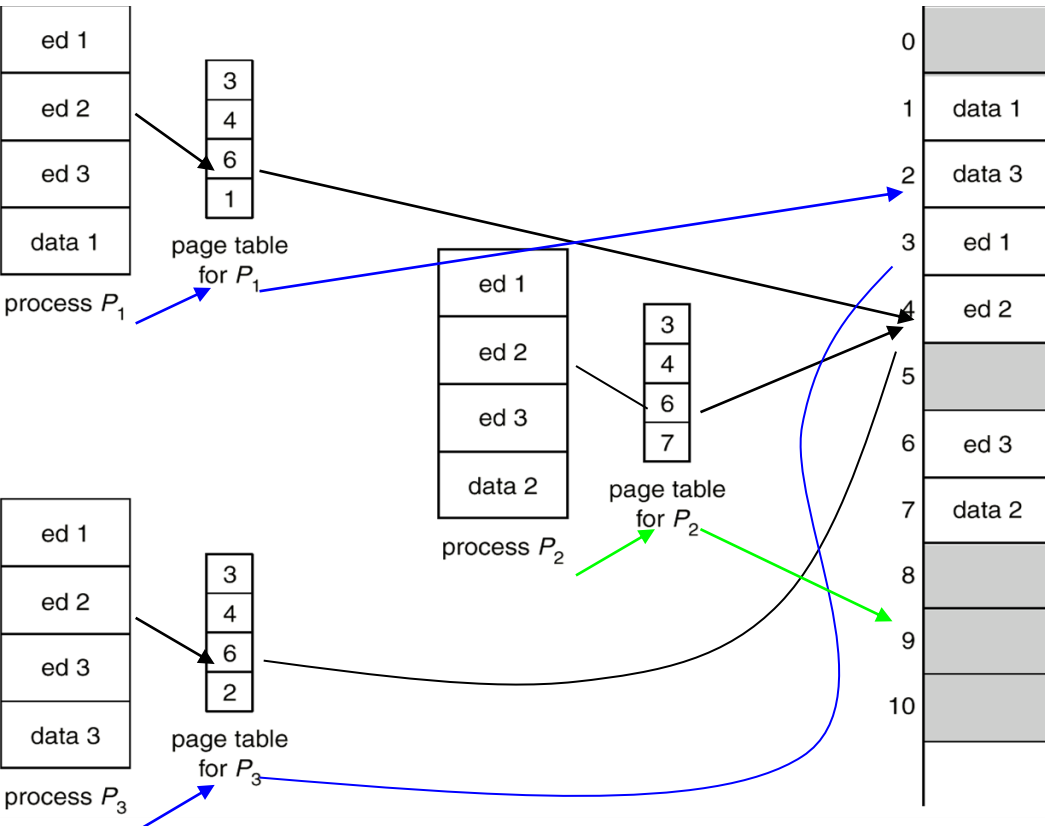 ed 1
ed 2
ed 3
data 1
process P1
3
4
6
1
page table
for P1
ed 1
ed 2
ed 3
data 2
process P2
3
4
6
7
page table
for P2
ed 1
ed 2
ed 3
data 3
process P3
3
4
6
2
page table
for P3
0
1 data 1
2 data 3
3 ed 1
4 ed 2
5
6 ed 3
7 data 2
8
9
10